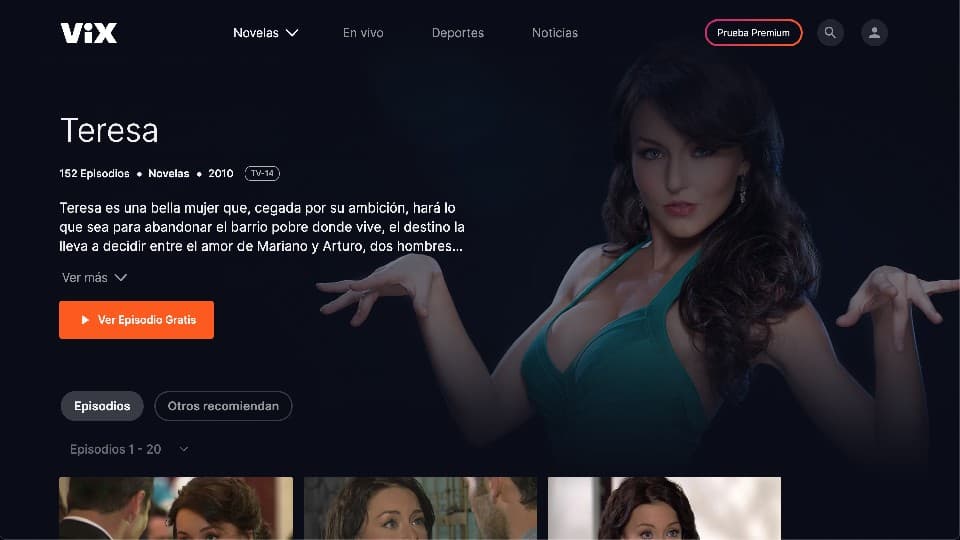 ViX
Novelas
En vivo
Deportes
Noticias
Prueba Premium
Teresa
152 Episodios • Novelas • 2010 TV-14
Teresa es una bella mujer que, cegada por su ambición, hará lo
que sea para abandonar el barrio pobre donde vive, el destino la
lleva a decidir entre el amor de Mariano y Arturo, dos hombres...
Ver más
Ver Episodio Gratis
Episodios
Otros recomiendan
Episodios 1 - 20